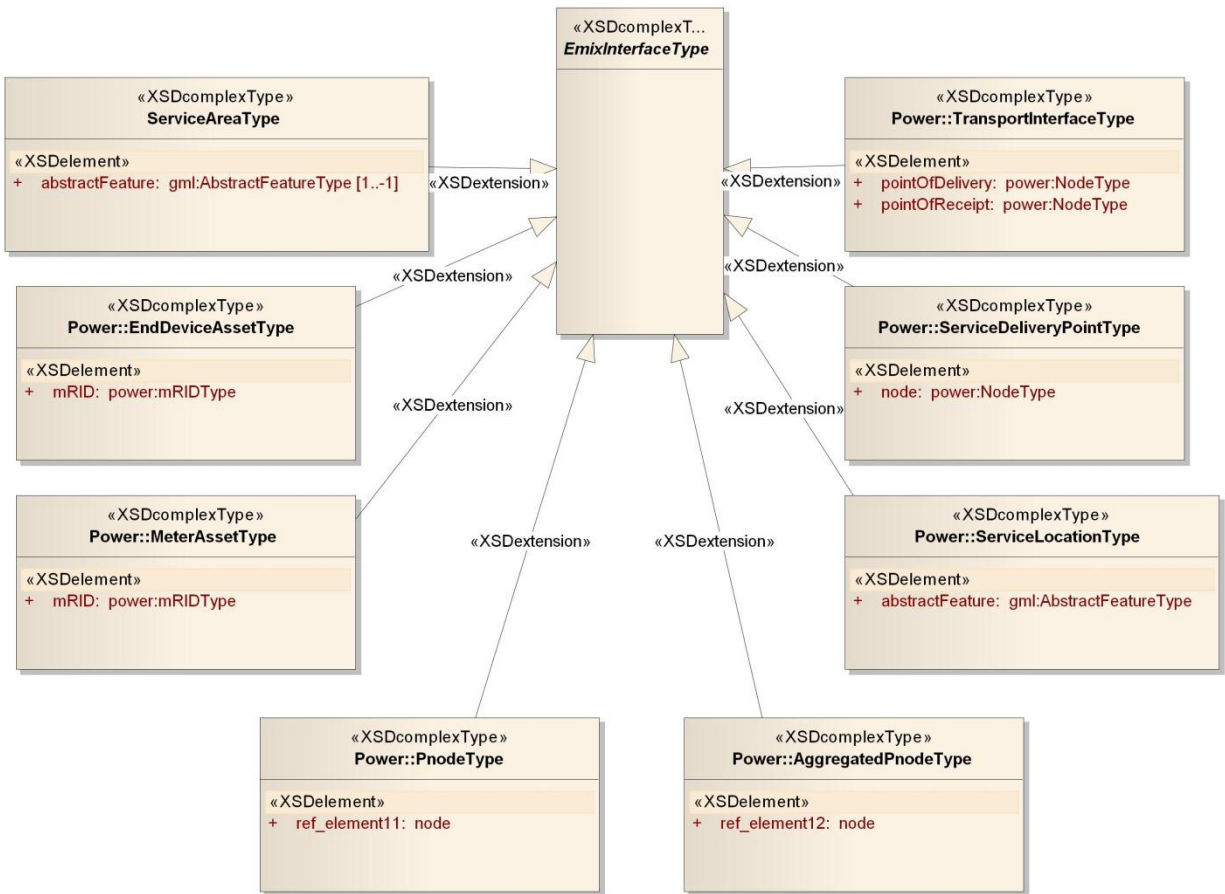 «XSDcomplexT...
EmixInterfaceType
«XSDcomplexType»
ServiceAreaType
«XSDelement»
+ abstractFeature: gml:AbstractFeatureType [1..-1]
«XSDcomplexType»
Power::TransportInterfaceType
«XSDelement»
+ pointOfDelivery: power:NodeType
+ pointOfReceipt: power:NodeType
«XSDextension»
«XSDextension»
«XSDextension»
«XSDextension»
«XSDcomplexType»
Power::EndDeviceAssetType
«XSDelement»
+ mRID: power:mRIDType
«XSDcomplexType»
Power::ServiceDeliveryPointType
«XSDelement»
+ node: power:NodeType
«XSDextension»
«XSDextension»
«XSDcomplexType»
Power::MeterAssetType
«XSDelement»
+ mRID: power:mRIDType
«XSDcomplexType»
Power::ServiceLocationType
«XSDelement»
+ abstractFeature: gml:AbstractFeatureType
«XSDextension»
«XSDextension»
«XSDcomplexType»
Power::PnodeType
«XSDelement»
+ ref_element11: node
«XSDcomplexType»
Power::AggregatedPnodeType
«XSDelement»
+ ref_element12: node